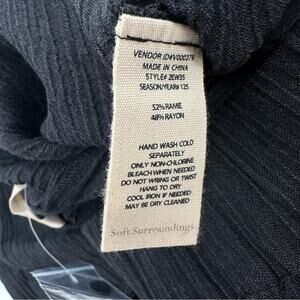 VENDOR ID#V000279
MADE IN CHINA
STYLE# 2EW35
SEASON/YEAR# 125
52% RAMIE
48% RAYON
HAND WASH COLD
SEPARATELY
ONLY NON-CHLORINE
BLEACH WHEN NEEDED
DO NOT WRING OR TWIST
HANG TO DRY
COOL IRON IF NEEDED
MAY BE DRY CLEANED
Soft Surroundings